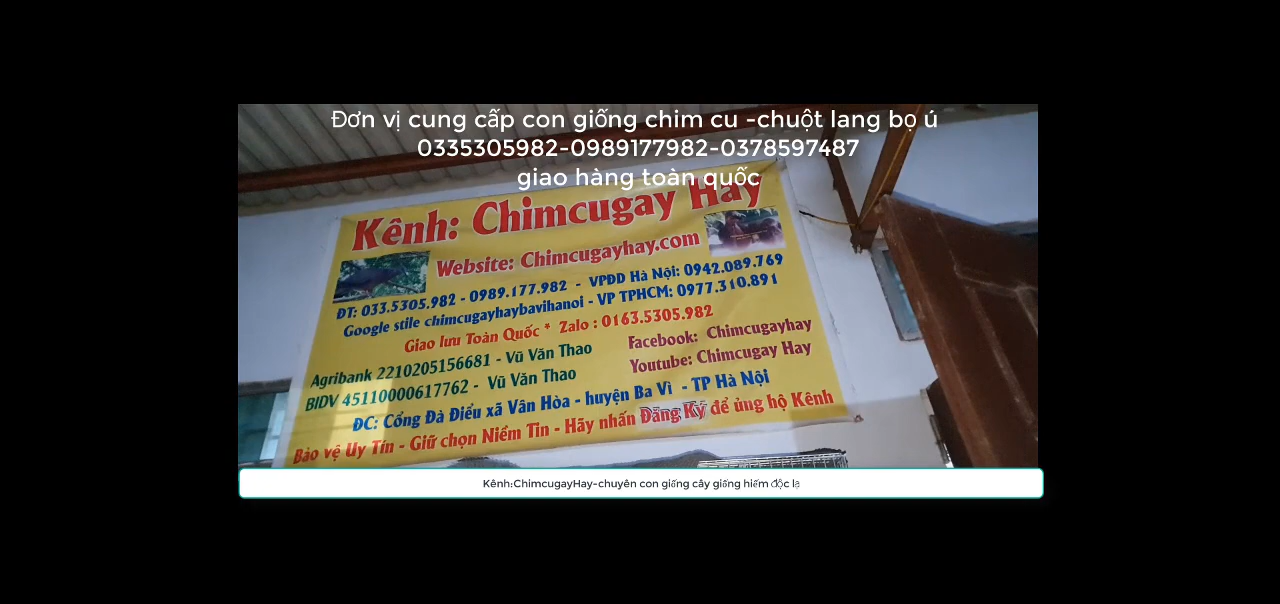 Đơn vị cung cấp con giống chim cu -chuột lang bọ ú
0335305982-0989177982-0378597487
giao hàng toàn quốc
Kênh: Chimcugay Hay
Website: Chimcugayhay.com
ĐT: 033.5305.982 - 0989.177.982 - VPĐD Hà Nội: 0942.089.769
Google stile chimcugayhaybavihanoi - VP TPHCM: 0977.310.891
Giao lưu Toàn Quốc * Zalo : 0163.5305.982
Agribank 2210205156681 - Vũ Văn Thao
Facebook: Chimcugayhay
BIDV 45110000617762 - Vũ Văn Thao
Youtube: Chimcugay Hay
ĐC: Cổng Đà Điểu xã Vân Hòa - huyện Ba Vì - TP Hà Nội
Bảo vệ Uy Tín - Giữ chọn Niềm Tin - Hãy nhấn Đăng Ký để ủng hộ Kênh
Kênh:ChimcugayHay-chuyên con giống cây giống hiếm độc lạ